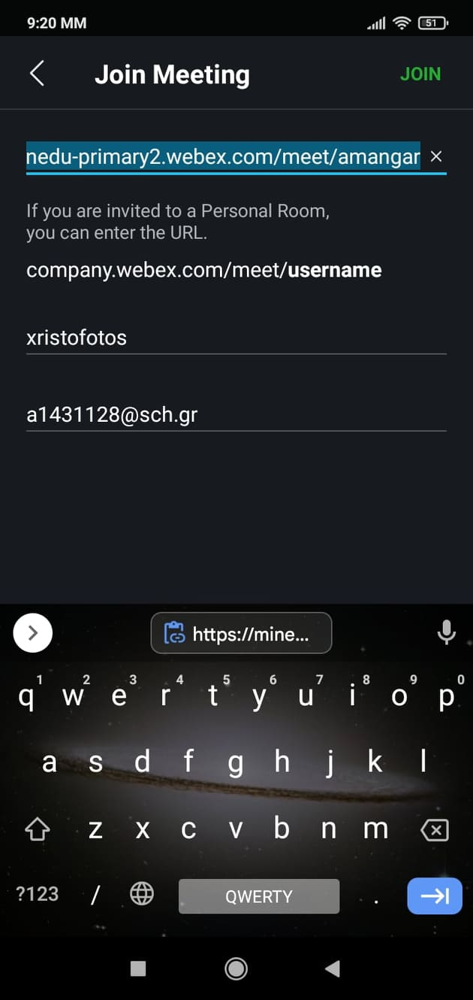 9:20 MM
51
Join Meeting
JOIN
nedu-primary2.webex.com/meet/amangar
If you are invited to a Personal Room,
you can enter the URL.
company.webex.com/meet/username
xristofotos
a1431128@sch.gr
https://mine...
1 2 3 4 5 6 7 8 9 0
q w e r t y u i o p
a s d f g h j k l
z x c v b n m
?123 / QWERTY .